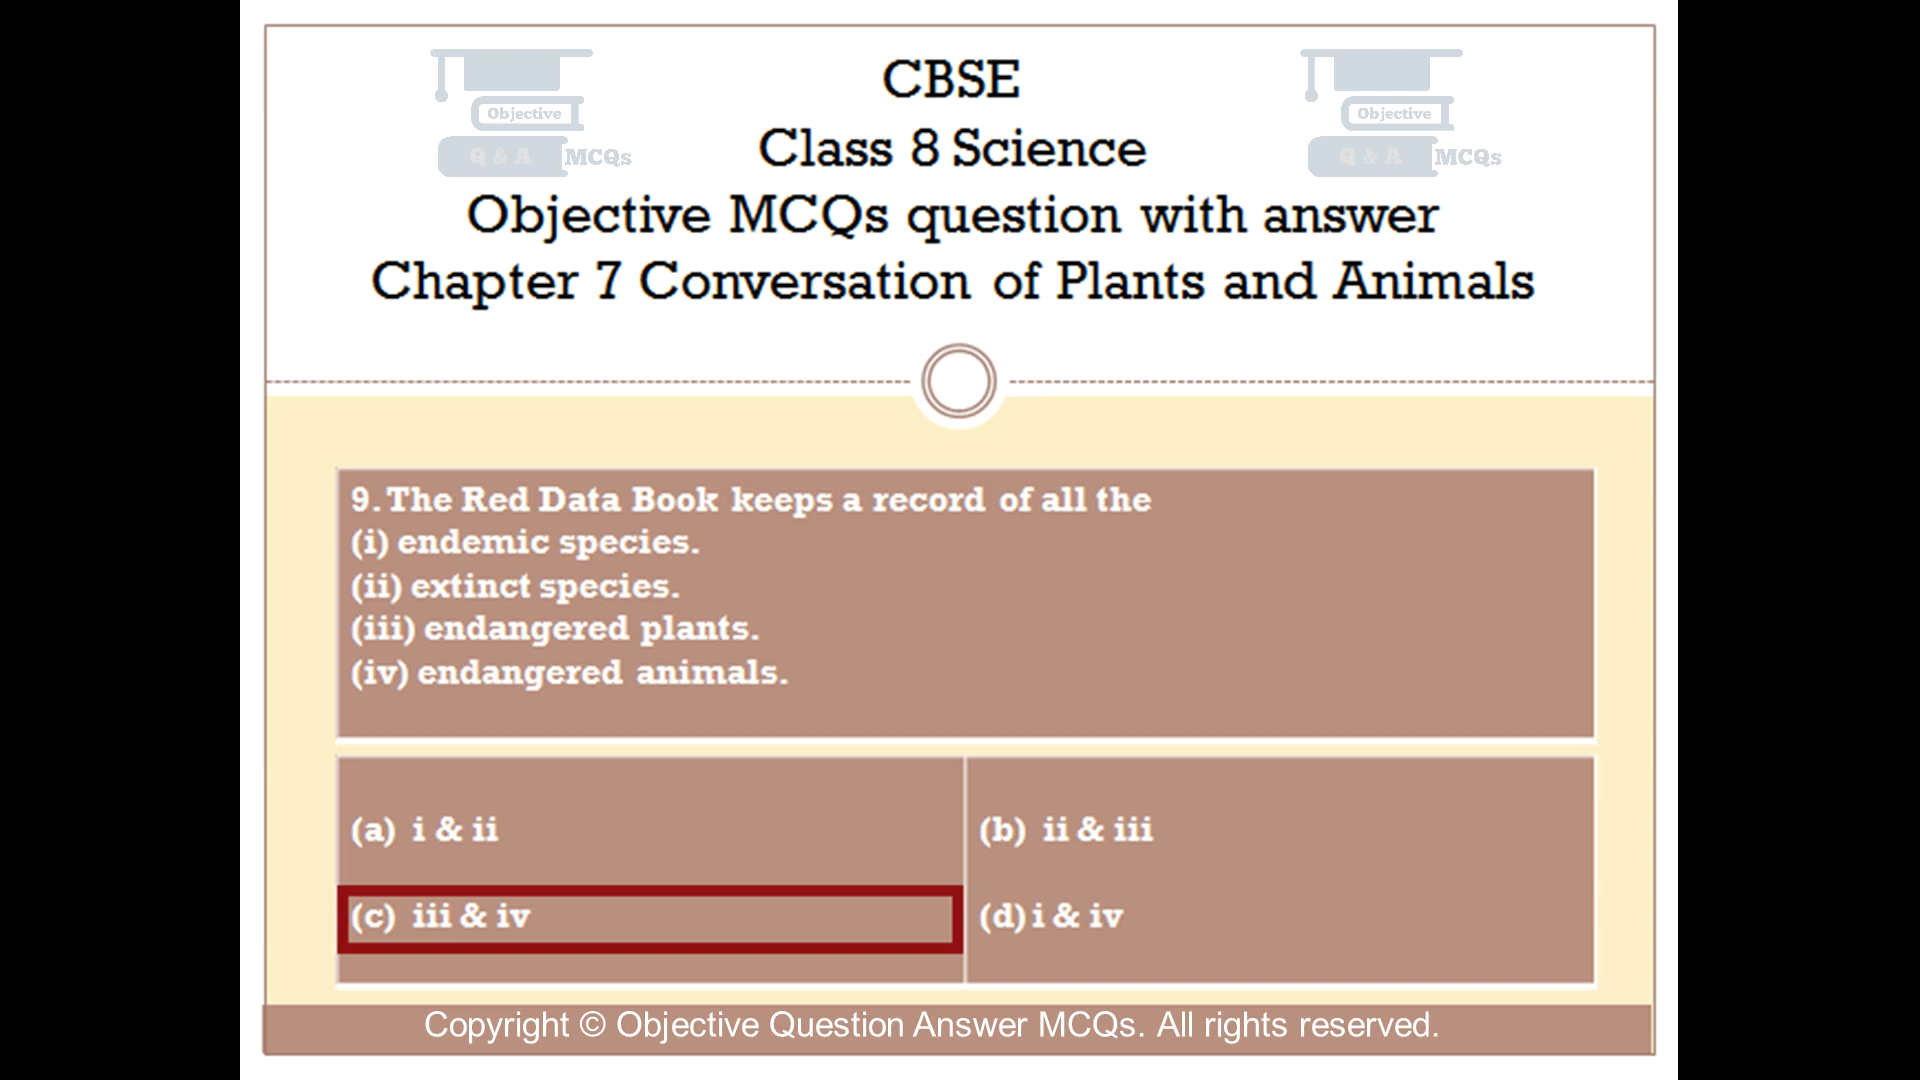 Objective
Q & A MCQs
Objective
Q & A MCQs
CBSE
Class 8 Science
Objective MCQs question with answer
Chapter 7 Conversation of Plants and Animals
9. The Red Data Book keeps a record of all the
(i) endemic species.
(ii) extinct species.
(iii) endangered plants.
(iv) endangered animals.
(a) i & ii
(b) ii & iii
(c) iii & iv
(d) i & iv
Copyright © Objective Question Answer MCQs. All rights reserved.